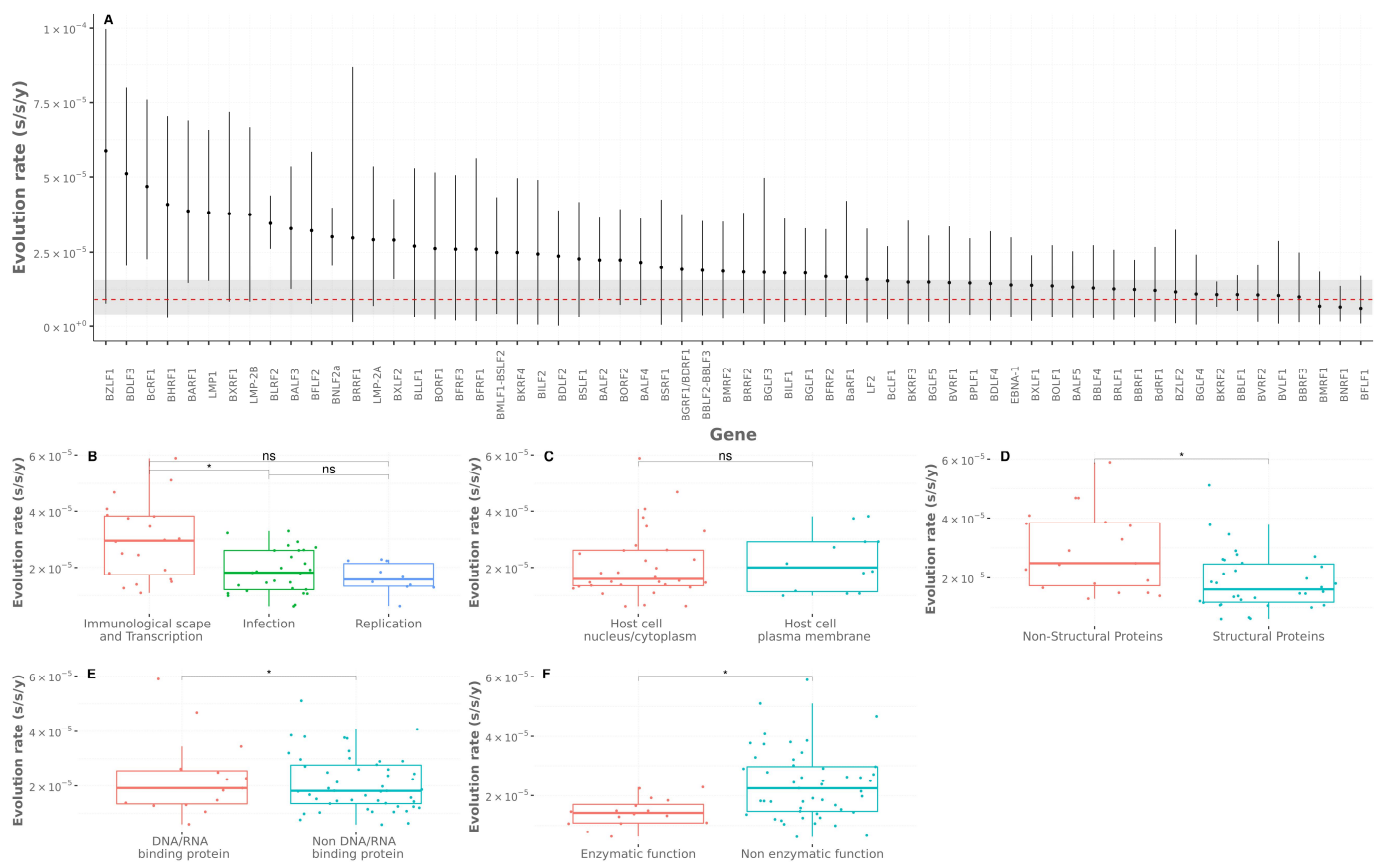 A
Evolution rate (s/s/y)
1 × 10⁻⁴
7.5 × 10⁻⁵
5 × 10⁻⁵
2.5 × 10⁻⁵
0 × 10⁺⁰
BZLF1 BDLF3 BcRF1 BHRF1 BARF1 LMP1 BXRF1 LMP-2B BLRF2 BALF3 BFLF2 BNLF2a BRRF1 LMP-2A BXLF2 BLLF1 BORF1 BFRF3 BFRF1 BMLF1-BSLF2 BKRF4 BILF2 BDLF2 BSLF1 BALF2 BORF2 BALF4 BSRF1 BGRF1/BDRF1 BBLF2-BBLF3 BMRF2 BRRF2 BGLF3 BILF1 BGLF1 BFRF2 BaRF1 LF2 BcLF1 BKRF3 BGLF5 BVRF1 BPLF1 BDLF4 EBNA-1 BXLF1 BOLF1 BALF5 BBLF4 BRLF1 BBRF1 BBRF2 BdRF1 BZLF2 BGLF4 BKRF2 BBLF1 BVRF2 BVLF1 BBRF3 BMRF1 BNRF1 BFLF1
Gene
B
Evolution rate (s/s/y)
6 × 10⁻⁵
4 × 10⁻⁵
2 × 10⁻⁵
ns
*
ns
Immunological scape
and Transcription
Infection
Replication
C
Evolution rate (s/s/y)
6 × 10⁻⁵
4 × 10⁻⁵
2 × 10⁻⁵
ns
Host cell
nucleus/cytoplasm
Host cell
plasma membrane
D
Evolution rate (s/s/y)
6 × 10⁻⁵
4 × 10⁻⁵
2 × 10⁻⁵
*
Non-Structural Proteins
Structural Proteins
E
Evolution rate (s/s/y)
6 × 10⁻⁵
4 × 10⁻⁵
2 × 10⁻⁵
*
DNA/RNA
binding protein
Non DNA/RNA
binding protein
F
Evolution rate (s/s/y)
6 × 10⁻⁵
4 × 10⁻⁵
2 × 10⁻⁵
*
Enzymatic function
Non enzymatic function